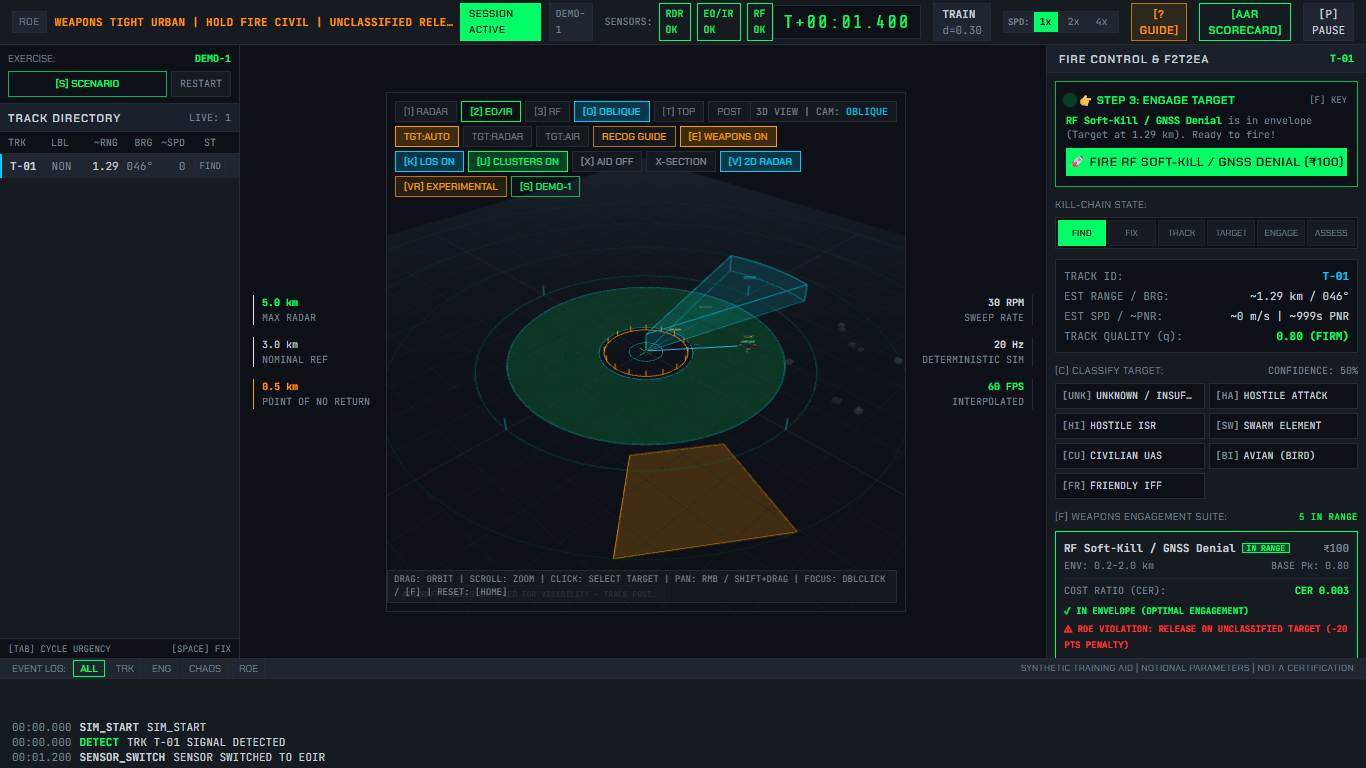 ROE
WEAPONS TIGHT URBAN | HOLD FIRE CIVIL | UNCLASSIFIED RELE…
SESSION ACTIVE
DEMO-1
SENSORS:
RDR OK
EO/IR OK
RF OK
T+00:01.400
TRAIN
d=0.30
SPD: 1x 2x 4x
[? GUIDE]
[AAR SCORECARD]
[P] PAUSE
EXERCISE: DEMO-1
[S] SCENARIO RESTART
TRACK DIRECTORY LIVE: 1
TRK LBL ~RNG BRG ~SPD ST
T-01 NON 1.29 046° 0 FIND
[TAB] CYCLE URGENCY [SPACE] FIX
[1] RADAR [2] EO/IR [3] RF [O] OBLIQUE [T] TOP POST 3D VIEW | CAM: OBLIQUE
TGT:AUTO TGT:RADAR TGT:AIR RECOG GUIDE [E] WEAPONS ON
[K] LOS ON [U] CLUSTERS ON [X] AID OFF X-SECTION [V] 2D RADAR
[VR] EXPERIMENTAL [S] DEMO-1
5.0 km
MAX RADAR
3.0 km
NOMINAL REF
0.5 km
POINT OF NO RETURN
30 RPM
SWEEP RATE
20 Hz
DETERMINISTIC SIM
60 FPS
INTERPOLATED
DRAG: ORBIT | SCROLL: ZOOM | CLICK: SELECT TARGET | PAN: RMB / SHIFT+DRAG | FOCUS: DBLCLICK
/ [F] | RESET: [HOME]
FOR VISIBILITY — TRACK POSI…
FIRE CONTROL & F2T2EA T-01
👉 STEP 3: ENGAGE TARGET [F] KEY
RF Soft-Kill / GNSS Denial is in envelope
(Target at 1.29 km). Ready to fire!
🚀 FIRE RF SOFT-KILL / GNSS DENIAL (₹100)
KILL-CHAIN STATE:
FIND FIX TRACK TARGET ENGAGE ASSESS
TRACK ID: T-01
EST RANGE / BRG: ~1.29 km / 046°
EST SPD / ~PNR: ~0 m/s | ~999s PNR
TRACK QUALITY (q): 0.80 (FIRM)
[C] CLASSIFY TARGET: CONFIDENCE: 50%
[UNK] UNKNOWN / INSUF… [HA] HOSTILE ATTACK
[HI] HOSTILE ISR [SW] SWARM ELEMENT
[CU] CIVILIAN UAS [BI] AVIAN (BIRD)
[FR] FRIENDLY IFF
[F] WEAPONS ENGAGEMENT SUITE: 5 IN RANGE
RF Soft-Kill / GNSS Denial IN RANGE ₹100
ENV: 0.2-2.0 km BASE Pk: 0.80
COST RATIO (CER): CER 0.003
✓ IN ENVELOPE (OPTIMAL ENGAGEMENT)
⚠ ROE VIOLATION: RELEASE ON UNCLASSIFIED TARGET (-20
PTS PENALTY)
EVENT LOG: ALL TRK ENG CHAOS ROE
SYNTHETIC TRAINING AID | NOTIONAL PARAMETERS | NOT A CERTIFICATION
00:00.000 SIM_START SIM_START
00:00.000 DETECT TRK T-01 SIGNAL DETECTED
00:01.200 SENSOR_SWITCH SENSOR SWITCHED TO EOIR